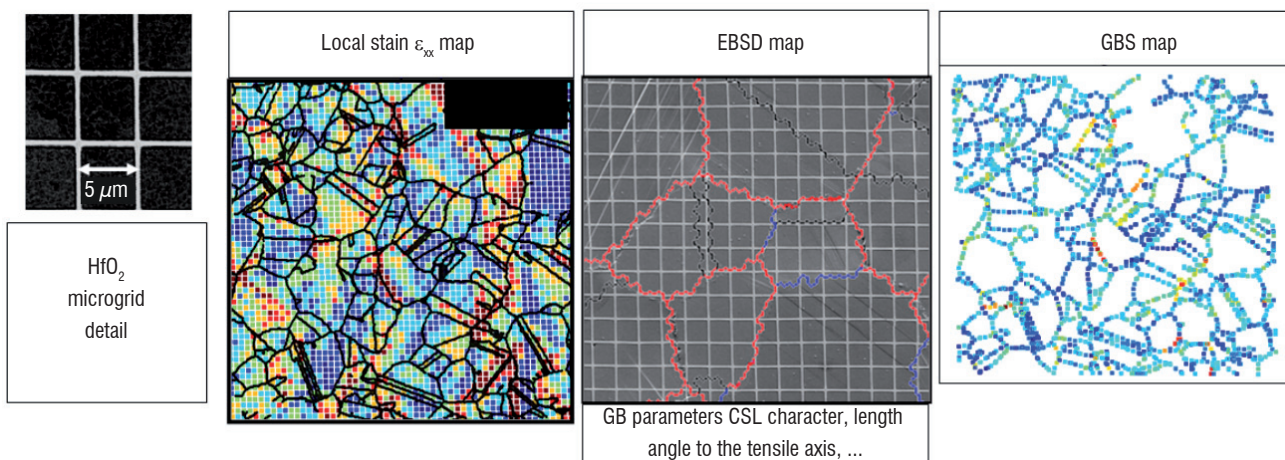 5 µm
HfO₂
microgrid
detail
Local stain εₓₓ map
EBSD map
GB parameters CSL character, length
angle to the tensile axis, ...
GBS map